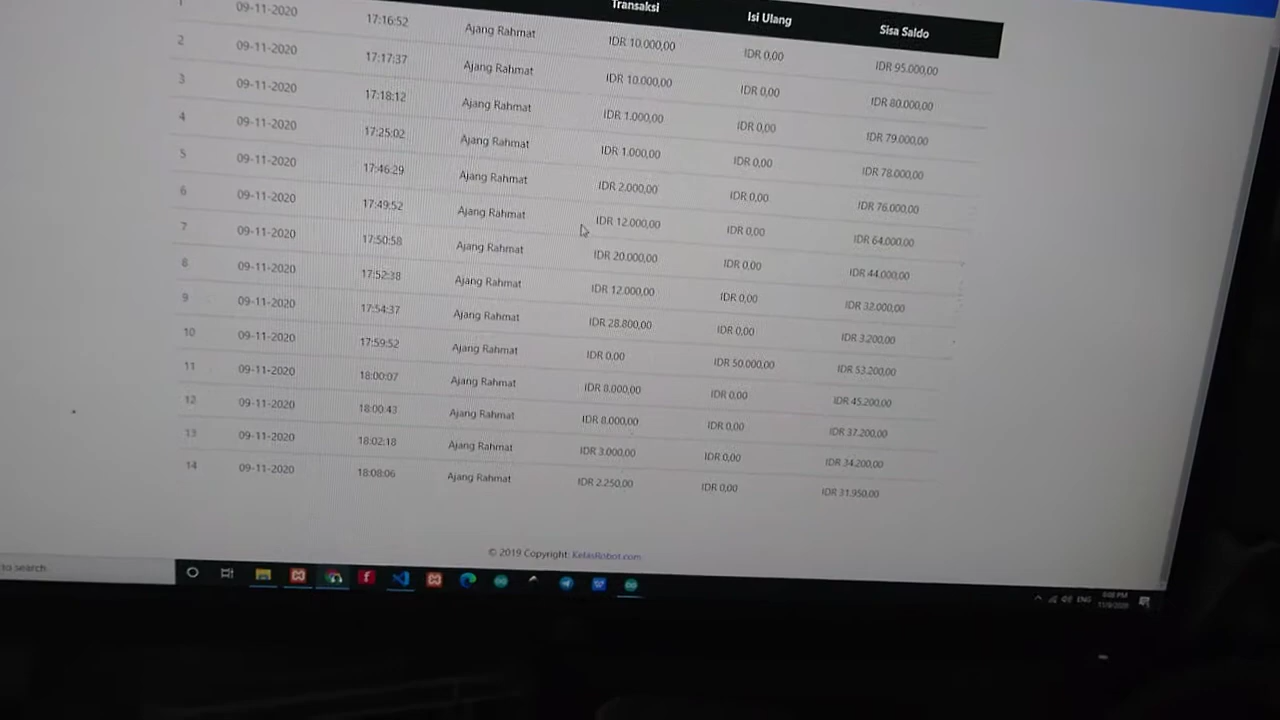 Transaksi Isi Ulang Sisa Saldo
1 09-11-2020 17:16:52 Ajang Rahmat IDR 10.000,00 IDR 0,00 IDR 95.000,00
2 09-11-2020 17:17:37 Ajang Rahmat IDR 10.000,00 IDR 0,00 IDR 80.000,00
3 09-11-2020 17:18:12 Ajang Rahmat IDR 1.000,00 IDR 0,00 IDR 79.000,00
4 09-11-2020 17:25:02 Ajang Rahmat IDR 1.000,00 IDR 0,00 IDR 78.000,00
5 09-11-2020 17:46:29 Ajang Rahmat IDR 2.000,00 IDR 0,00 IDR 76.000,00
6 09-11-2020 17:49:52 Ajang Rahmat IDR 12.000,00 IDR 0,00 IDR 64.000,00
7 09-11-2020 17:50:58 Ajang Rahmat IDR 20.000,00 IDR 0,00 IDR 44.000,00
8 09-11-2020 17:52:38 Ajang Rahmat IDR 12.000,00 IDR 0,00 IDR 32.000,00
9 09-11-2020 17:54:37 Ajang Rahmat IDR 28.800,00 IDR 0,00 IDR 3.200,00
10 09-11-2020 17:59:52 Ajang Rahmat IDR 0,00 IDR 50.000,00 IDR 53.200,00
11 09-11-2020 18:00:07 Ajang Rahmat IDR 8.000,00 IDR 0,00 IDR 45.200,00
12 09-11-2020 18:00:43 Ajang Rahmat IDR 8.000,00 IDR 0,00 IDR 37.200,00
13 09-11-2020 18:02:18 Ajang Rahmat IDR 3.000,00 IDR 0,00 IDR 34.200,00
14 09-11-2020 18:08:06 Ajang Rahmat IDR 2.250,00 IDR 0,00 IDR 31.950,00
© 2019 Copyright: KelasRobot.com
to search
ENG 6:08 PM
11/9/2020